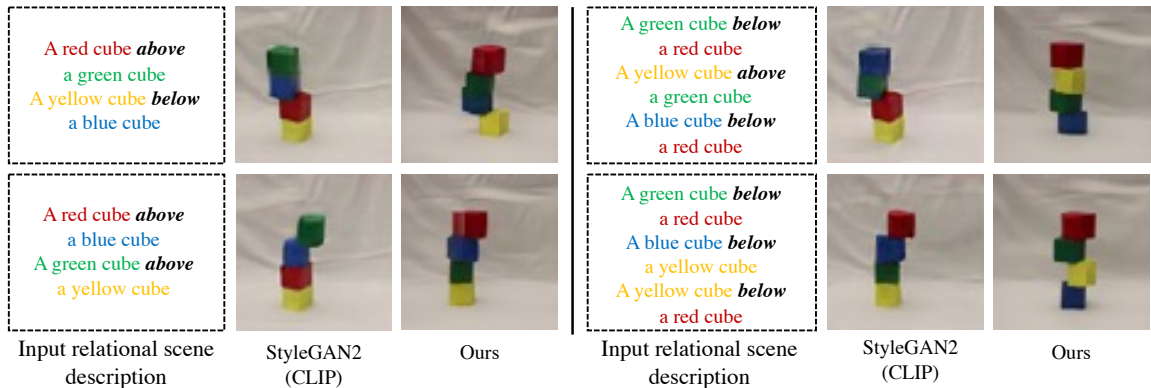 A red cube above
a green cube
A yellow cube below
a blue cube
A green cube below
a red cube
A yellow cube above
a green cube
A blue cube below
a red cube
A red cube above
a blue cube
A green cube above
a yellow cube
A green cube below
a red cube
A blue cube below
a yellow cube
A yellow cube below
a red cube
Input relational scene
description
StyleGAN2
(CLIP)
Ours
Input relational scene
description
StyleGAN2
(CLIP)
Ours